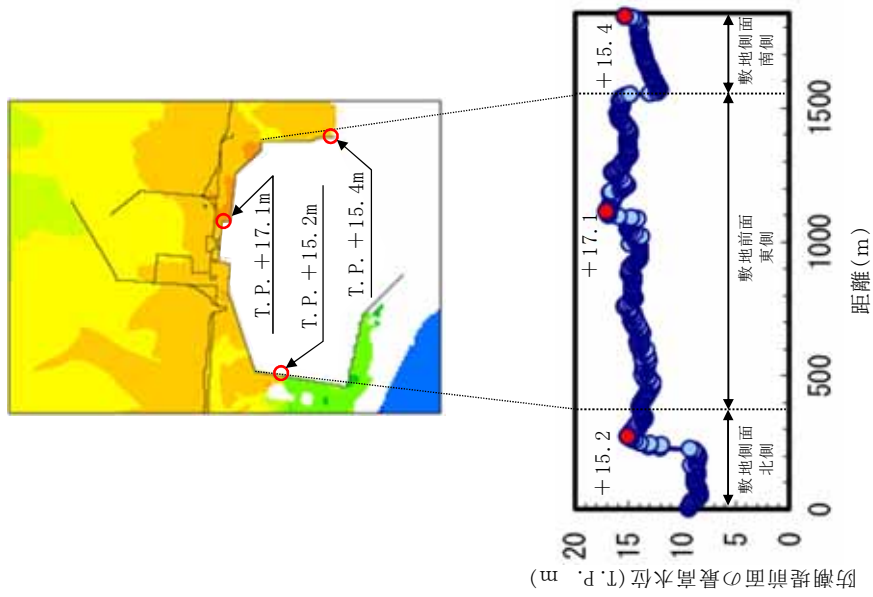 T.P. +17.1m
T.P. +15.2m
T.P. +15.4m
防潮堤前面の最高水位(T.P. m)
20
15
10
5
0
+15.2
+17.1
+15.4
敷地側面
北側
敷地前面
東側
敷地側面
南側
0
500
1000
1500
距離(m)